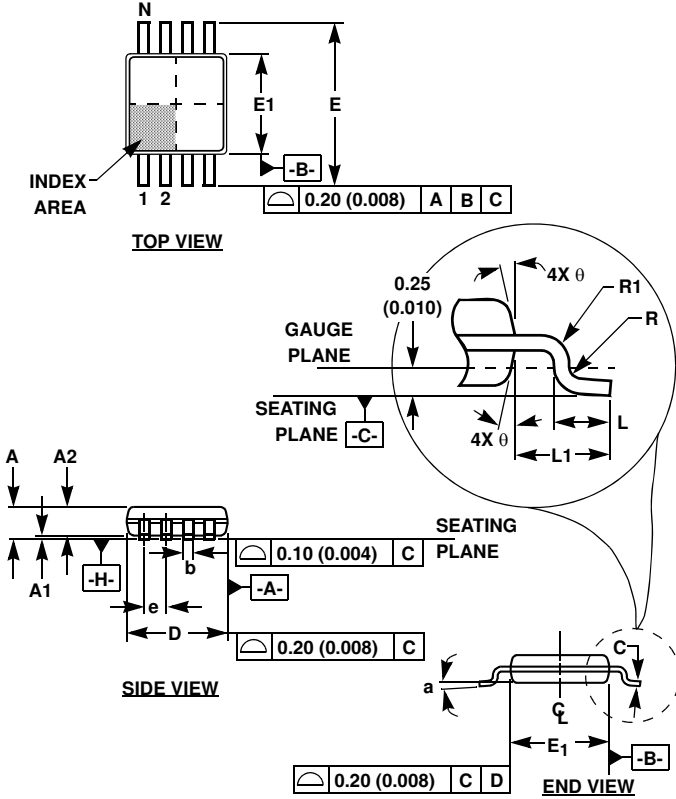 N
E1
E
-B-
INDEX
AREA
1 2
0.20 (0.008) A B C
TOP VIEW
0.25
(0.010)
4X θ
R1
R
GAUGE
PLANE
SEATING
PLANE -C-
4X θ
L
L1
A A2
SEATING
PLANE
A1
-H-
b
0.10 (0.004) C
-A-
e
D
0.20 (0.008) C
SIDE VIEW
C
a
CL
E1
-B-
0.20 (0.008) C D
END VIEW